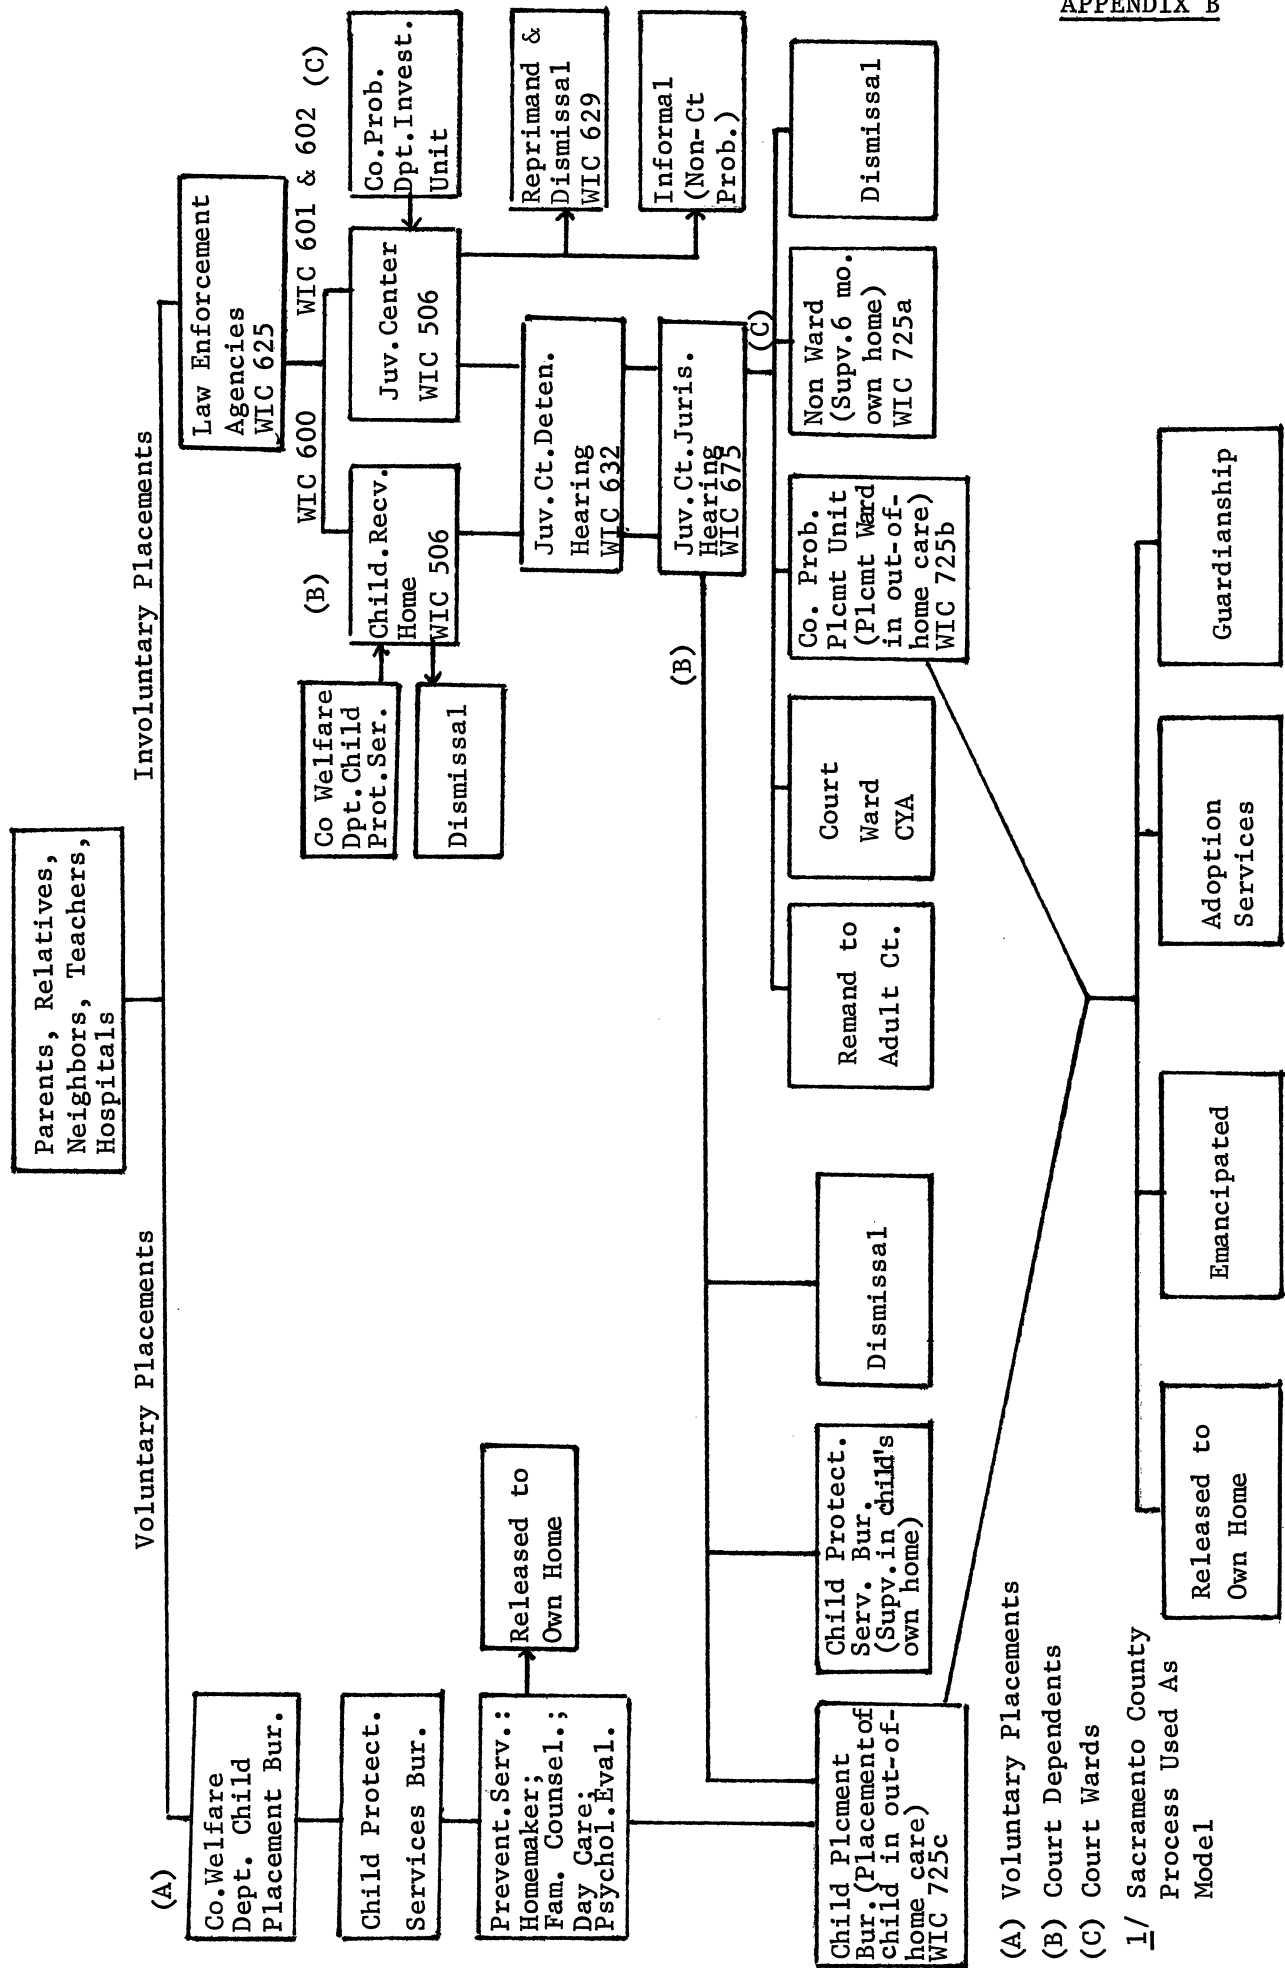 APPENDIX B
Parents, Relatives,
Neighbors, Teachers,
Hospitals
Voluntary Placements
Involuntary Placements
(A)
Co.Welfare
Dept. Child
Placement Bur.
Child Protect.
Services Bur.
Prevent.Serv.:
Homemaker;
Fam. Counsel.;
Day Care;
Psychol.Eval.
Released to
Own Home
Law Enforcement
Agencies
WIC 625
WIC 600
WIC 601 & 602 (C)
(B)
Co Welfare
Dpt.Child
Prot.Ser.
Dismissal
Child.Recv.
Home
WIC 506
Juv.Center
WIC 506
Co.Prob.
Dpt.Invest.
Unit
Reprimand &
Dismissal
WIC 629
Informal
(Non-Ct
Prob.)
Juv.Ct.Deten.
Hearing
WIC 632
Juv.Ct.Juris.
Hearing
WIC 675
(B)
(C)
Child Plcment
Bur.(Placementof
child in out-of-
home care)
WIC 725c
Child Protect.
Serv. Bur.
(Supv.in child's
own home)
Dismissal
Remand to
Adult Ct.
Court
Ward
CYA
Co. Prob.
Plcmt Unit
(Plcmt Ward
in out-of-
home care)
WIC 725b
Non Ward
(Supv.6 mo.
own home)
WIC 725a
Dismissal
Released to
Own Home
Emancipated
Adoption
Services
Guardianship
(A) Voluntary Placements
(B) Court Dependents
(C) Court Wards
1/ Sacramento County
Process Used As
Model